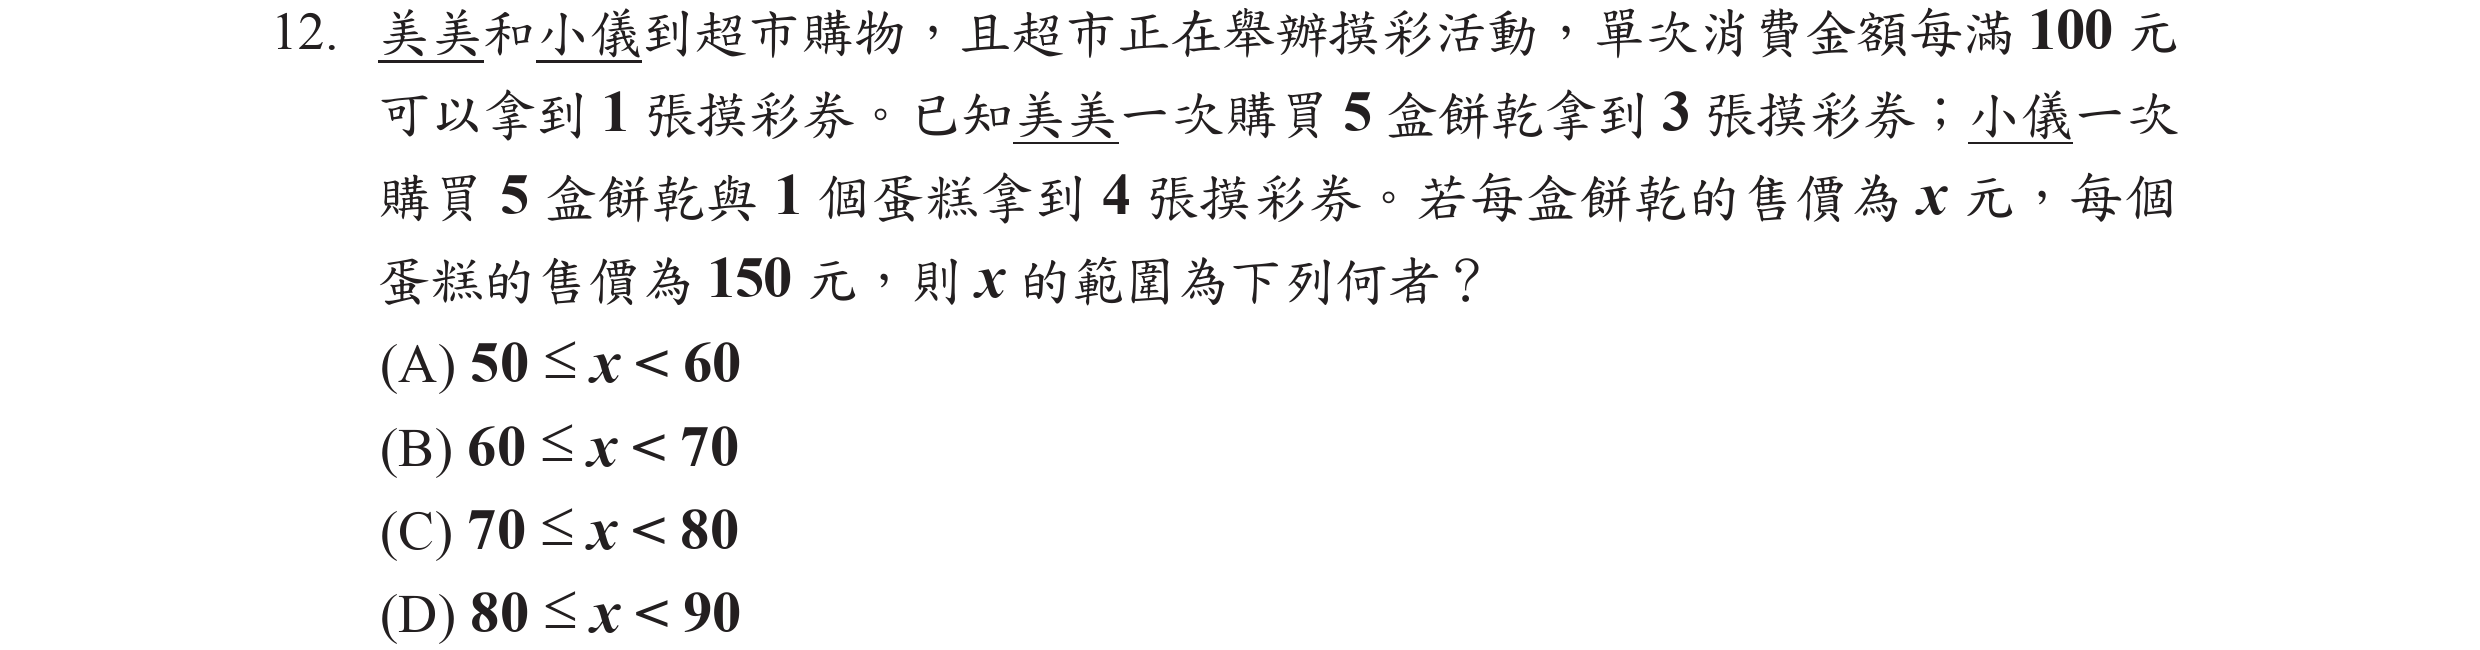 12. 美美和小儀到超市購物，且超市正在舉辦摸彩活動，單次消費金額每滿 100 元
可以拿到 1 張摸彩券。已知美美一次購買 5 盒餅乾拿到 3 張摸彩券；小儀一次
購買 5 盒餅乾與 1 個蛋糕拿到 4 張摸彩券。若每盒餅乾的售價為 x 元，每個
蛋糕的售價為 150 元，則 x 的範圍為下列何者？
(A) 50 ≤ x < 60
(B) 60 ≤ x < 70
(C) 70 ≤ x < 80
(D) 80 ≤ x < 90